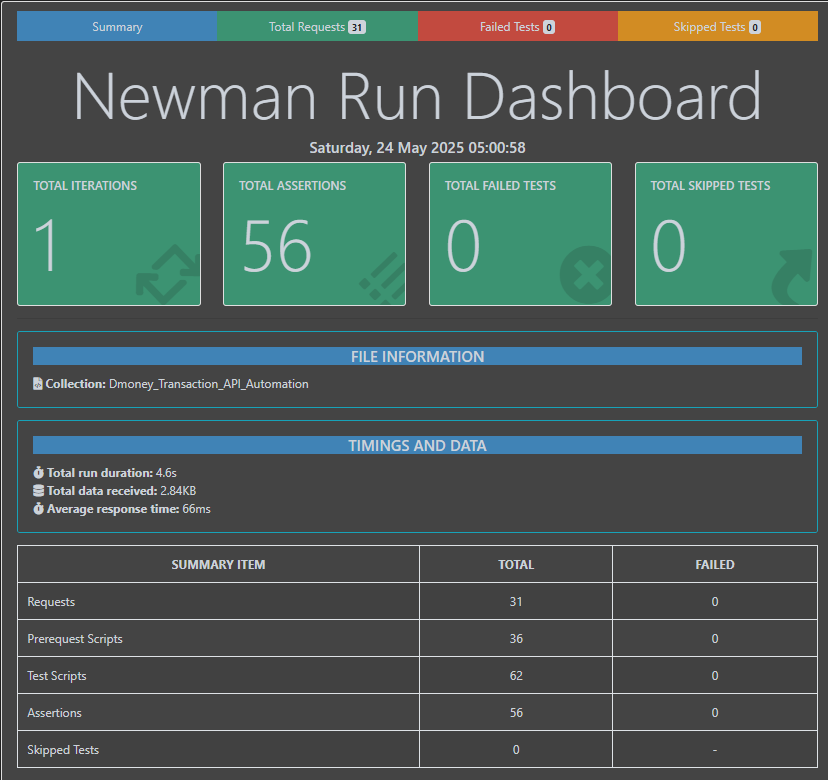 Summary Total Requests 31 Failed Tests 0 Skipped Tests 0
Newman Run Dashboard
Saturday, 24 May 2025 05:00:58
TOTAL ITERATIONS TOTAL ASSERTIONS TOTAL FAILED TESTS TOTAL SKIPPED TESTS
1 56 0 0
FILE INFORMATION
Collection: Dmoney_Transaction_API_Automation
TIMINGS AND DATA
Total run duration: 4.6s
Total data received: 2.84KB
Average response time: 66ms
SUMMARY ITEM TOTAL FAILED
Requests 31 0
Prerequest Scripts 36 0
Test Scripts 62 0
Assertions 56 0
Skipped Tests 0 -